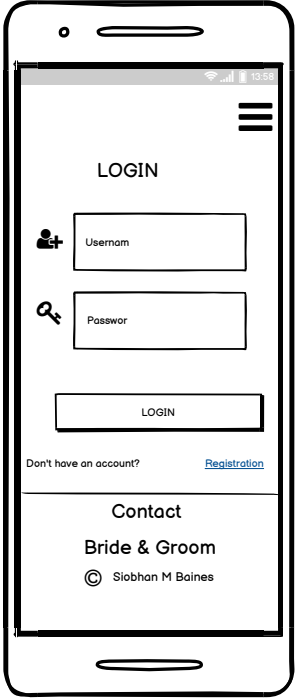 13:58
LOGIN
Usernam
Passwor
LOGIN
Don't have an account? Registration
Contact
Bride & Groom
© Siobhan M Baines